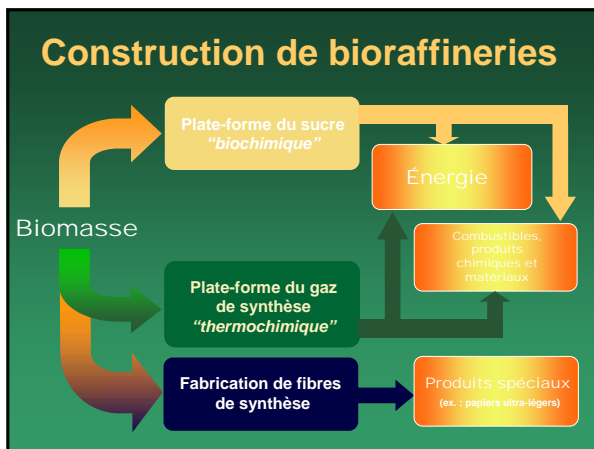 Construction de bioraffineries
Plate-forme du sucre
“biochimique”
Énergie
Biomasse
Combustibles,
produits
chimiques et
matériaux
Plate-forme du gaz
de synthèse
“thermochimique”
Fabrication de fibres
de synthèse
Produits spéciaux
(ex. : papiers ultra-légers)